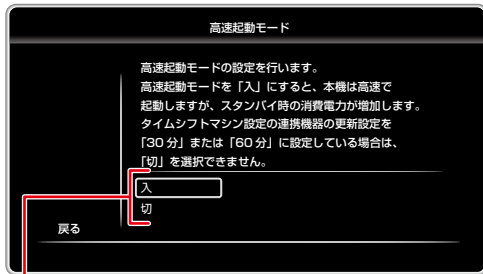 高速起動モード
高速起動モードの設定を行います。
高速起動モードを「入」にすると、本機は高速で
起動しますが、スタンバイ時の消費電力が増加します。
タイムシフトマシン設定の連携機器の更新設定を
「30 分」または「60 分」に設定している場合は、
「切」を選択できません。
入
切
戻る